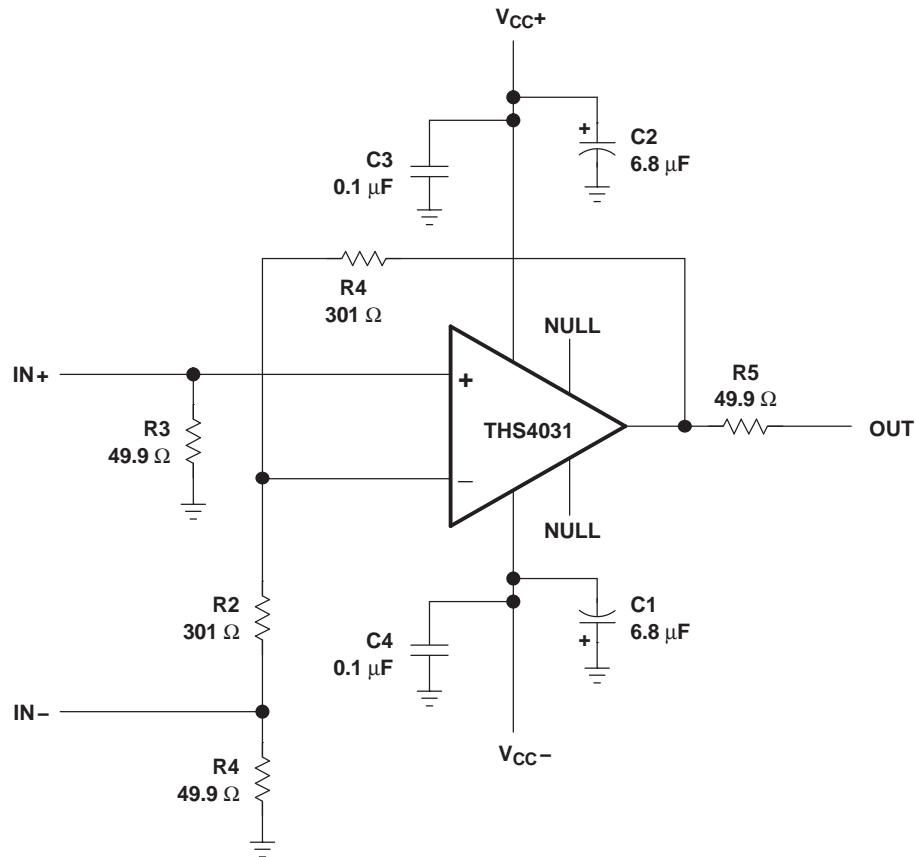 VCC+
C3
0.1 μF
+
C2
6.8 μF
R4
301 Ω
NULL
IN+
+
R3
49.9 Ω
THS4031
R5
49.9 Ω
OUT
−
NULL
R2
301 Ω
C4
0.1 μF
+
C1
6.8 μF
IN−
VCC−
R4
49.9 Ω